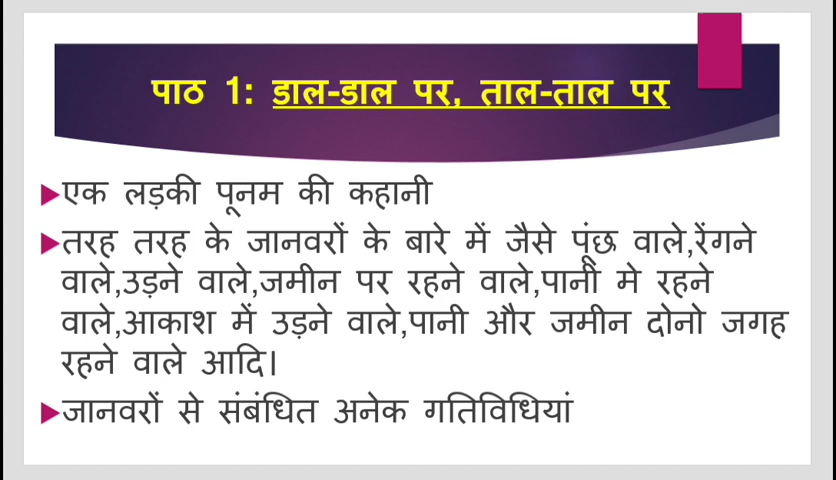 पाठ 1: डाल-डाल पर, ताल-ताल पर
एक लड़की पूनम की कहानी
तरह तरह के जानवरों के बारे में जैसे पूंछ वाले,रेंगने
वाले,उड़ने वाले,जमीन पर रहने वाले,पानी मे रहने
वाले,आकाश में उड़ने वाले,पानी और जमीन दोनो जगह
रहने वाले आदि।
जानवरों से संबंधित अनेक गतिविधियां